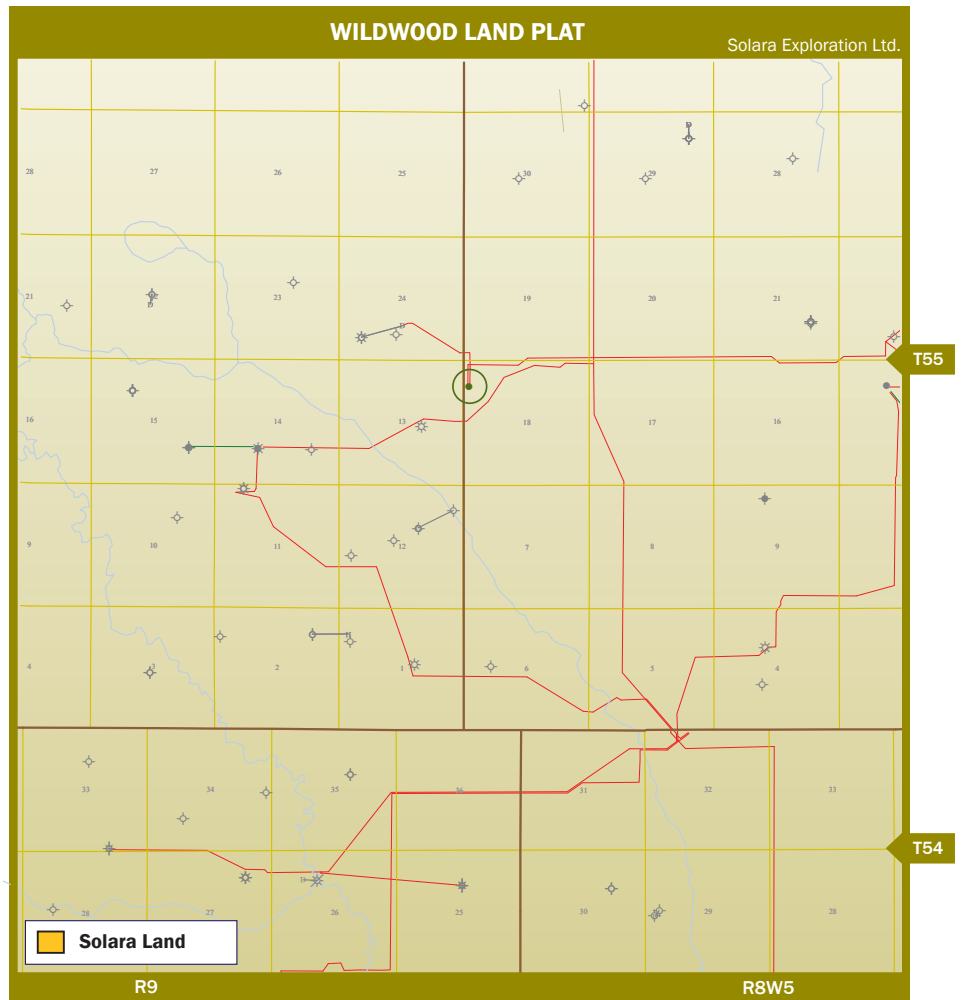 WILDWOOD LAND PLAT
Solara Exploration Ltd.
28 27 26 25 30 29 28
D
21 22 23 24 19 20 21
D
D
T55
16 15 14 13 18 17 16
9 10 11 12 7 8 9
4 3 2 1 6 5 4
33 34 35 36 31 32 33
T54
28 27 26 25 30 29 28
Solara Land
R9 R8W5